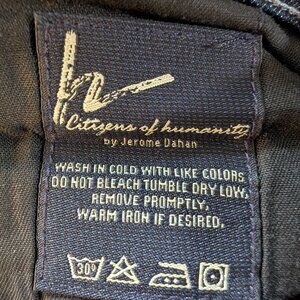 Citizens of humanity
by Jerome Dahan
WASH IN COLD WITH LIKE COLORS
DO NOT BLEACH TUMBLE DRY LOW,
REMOVE PROMPTLY,
WARM IRON IF DESIRED.
30°